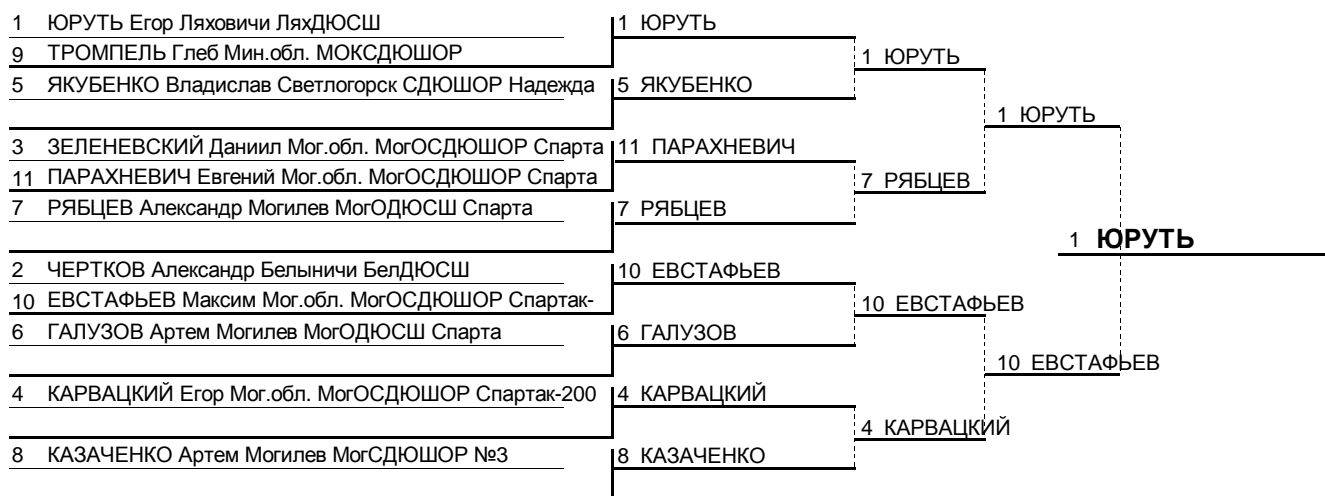 1 ЮРУТЬ Егор Ляховичи ЛяхДЮСШ
9 ТРОМПЕЛЬ Глеб Мин.обл. МОКСДЮШОР
5 ЯКУБЕНКО Владислав Светлогорск СДЮШОР Надежда
3 ЗЕЛЕНЕВСКИЙ Даниил Мог.обл. МогОСДЮШОР Спарта
11 ПАРАХНЕВИЧ Евгений Мог.обл. МогОСДЮШОР Спарта
7 РЯБЦЕВ Александр Могилев МогОДЮСШ Спарта
2 ЧЕРТКОВ Александр Белыничи БелДЮСШ
10 ЕВСТАФЬЕВ Максим Мог.обл. МогОСДЮШОР Спартак-
6 ГАЛУЗОВ Артем Могилев МогОДЮСШ Спарта
4 КАРВАЦКИЙ Егор Мог.обл. МогОСДЮШОР Спартак-200
8 КАЗАЧЕНКО Артем Могилев МогСДЮШОР №3
1 ЮРУТЬ
5 ЯКУБЕНКО
11 ПАРАХНЕВИЧ
7 РЯБЦЕВ
10 ЕВСТАФЬЕВ
6 ГАЛУЗОВ
4 КАРВАЦКИЙ
8 КАЗАЧЕНКО
1 ЮРУТЬ
7 РЯБЦЕВ
10 ЕВСТАФЬЕВ
4 КАРВАЦКИЙ
1 ЮРУТЬ
10 ЕВСТАФЬЕВ
1 ЮРУТЬ